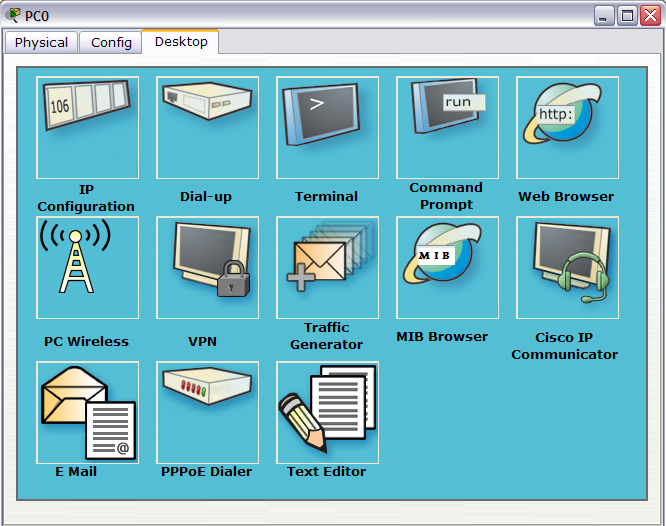 PC0
Physical Config Desktop
106
>
run
http:
IP
Configuration
Dial-up
Terminal
Command
Prompt
Web Browser
MIB
PC Wireless
VPN
Traffic
Generator
MIB Browser
Cisco IP
Communicator
@
E Mail
PPPoE Dialer
Text Editor